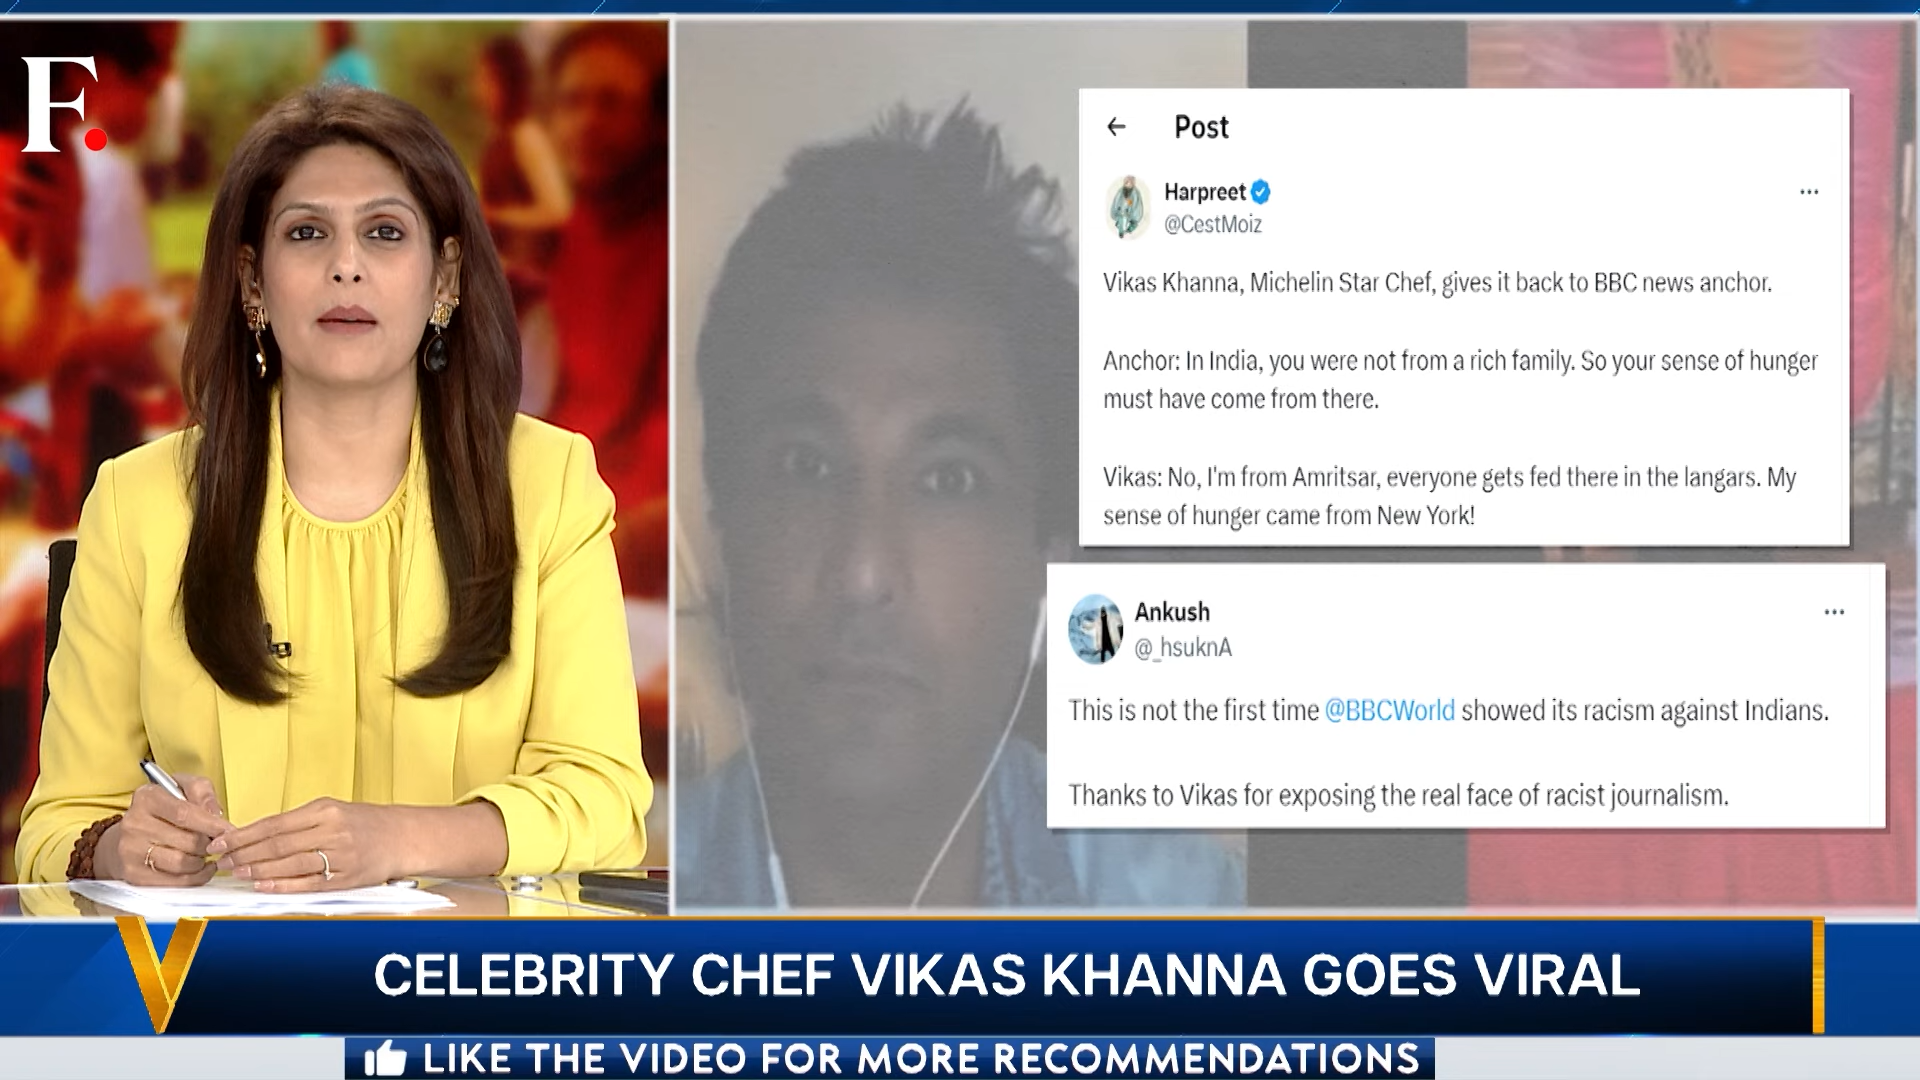 F.
Post
Harpreet
@CestMoiz
Vikas Khanna, Michelin Star Chef, gives it back to BBC news anchor.
Anchor: In India, you were not from a rich family. So your sense of hunger
must have come from there.
Vikas: No, I'm from Amritsar, everyone gets fed there in the langars. My
sense of hunger came from New York!
Ankush
@_hsuknA
This is not the first time @BBCWorld showed its racism against Indians.
Thanks to Vikas for exposing the real face of racist journalism.
V
CELEBRITY CHEF VIKAS KHANNA GOES VIRAL
LIKE THE VIDEO FOR MORE RECOMMENDATIONS